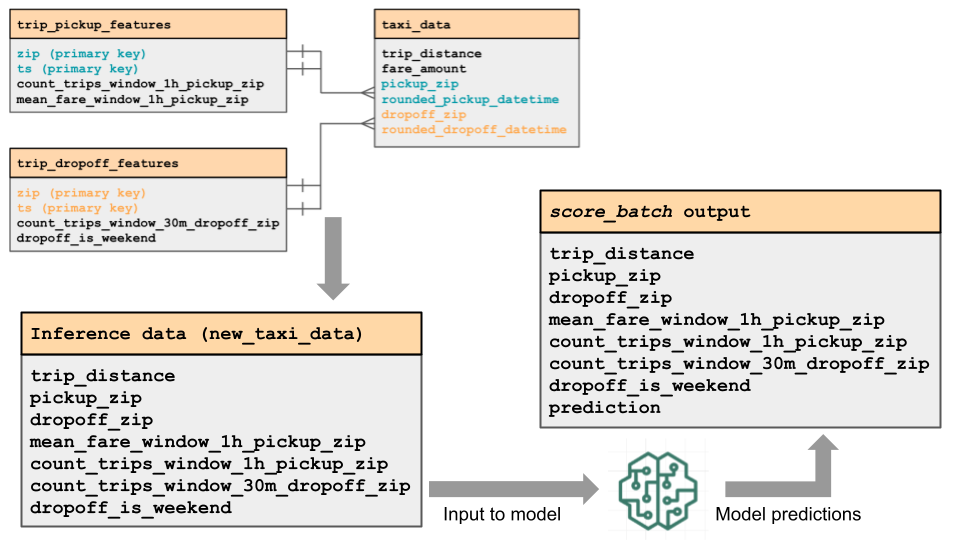 trip_pickup_features
zip (primary key)
ts (primary key)
count_trips_window_1h_pickup_zip
mean_fare_window_1h_pickup_zip
taxi_data
trip_distance
fare_amount
pickup_zip
rounded_pickup_datetime
dropoff_zip
rounded_dropoff_datetime
trip_dropoff_features
zip (primary key)
ts (primary key)
count_trips_window_30m_dropoff_zip
dropoff_is_weekend
Inference data (new_taxi_data)
trip_distance
pickup_zip
dropoff_zip
mean_fare_window_1h_pickup_zip
count_trips_window_1h_pickup_zip
count_trips_window_30m_dropoff_zip
dropoff_is_weekend
Input to model
Model predictions
score_batch output
trip_distance
pickup_zip
dropoff_zip
mean_fare_window_1h_pickup_zip
count_trips_window_1h_pickup_zip
count_trips_window_30m_dropoff_zip
dropoff_is_weekend
prediction